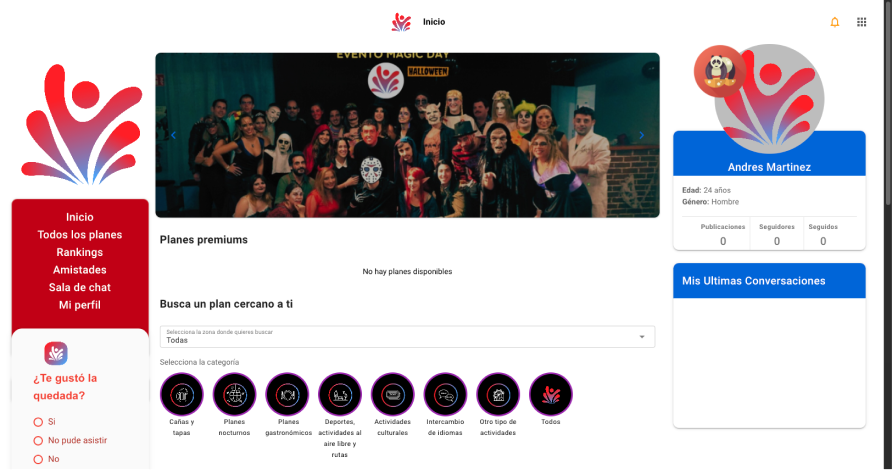 Inicio
Inicio
Todos los planes
Rankings
Amistades
Sala de chat
Mi perfil
¿Te gustó la
quedada?
Si
No pude asistir
No
EVENTO MAGIC DAY
HALLOWEEN
Planes premiums
No hay planes disponibles
Busca un plan cercano a ti
Selecciona la zona donde quieres buscar
Todas
Selecciona la categoría
Cañas y
tapas
Planes
nocturnos
Planes
gastronómicos
Deportes,
actividades al
aire libre y
rutas
Actividades
culturales
Intercambio
de idiomas
Otro tipo de
actividades
Todos
Andres Martinez
Edad: 24 años
Género: Hombre
Publicaciones
0
Seguidores
0
Seguidos
0
Mis Ultimas Conversaciones